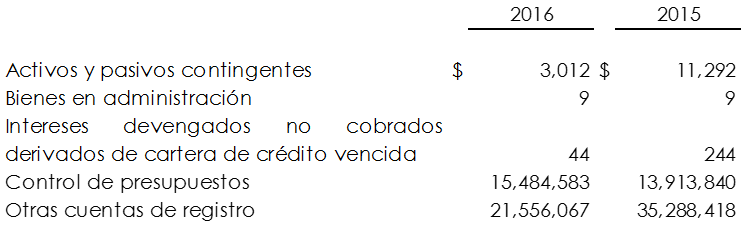 2016 2015
Activos y pasivos contingentes $ 3,012 $ 11,292
Bienes en administración 9 9
Intereses devengados no cobrados
derivados de cartera de crédito vencida 44 244
Control de presupuestos 15,484,583 13,913,840
Otras cuentas de registro 21,556,067 35,288,418